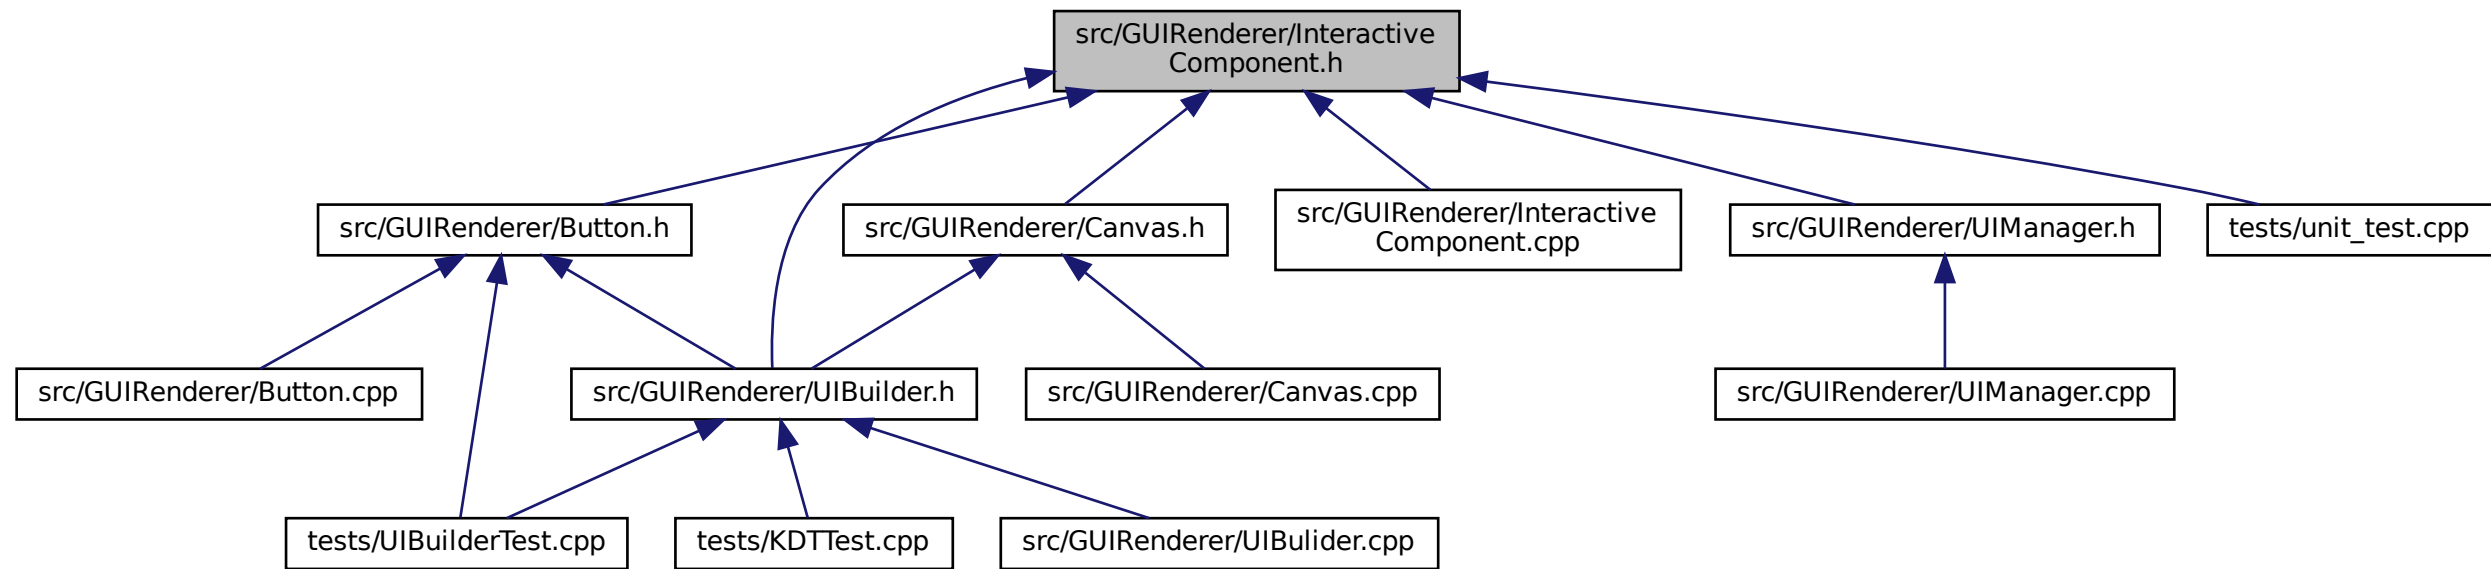 src/GUIRenderer/Interactive
Component.h
src/GUIRenderer/Button.h
src/GUIRenderer/Canvas.h
src/GUIRenderer/Interactive
Component.cpp
src/GUIRenderer/UIManager.h
tests/unit_test.cpp
src/GUIRenderer/Button.cpp
src/GUIRenderer/UIBuilder.h
src/GUIRenderer/Canvas.cpp
src/GUIRenderer/UIManager.cpp
tests/UIBuilderTest.cpp
tests/KDTTest.cpp
src/GUIRenderer/UIBulider.cpp